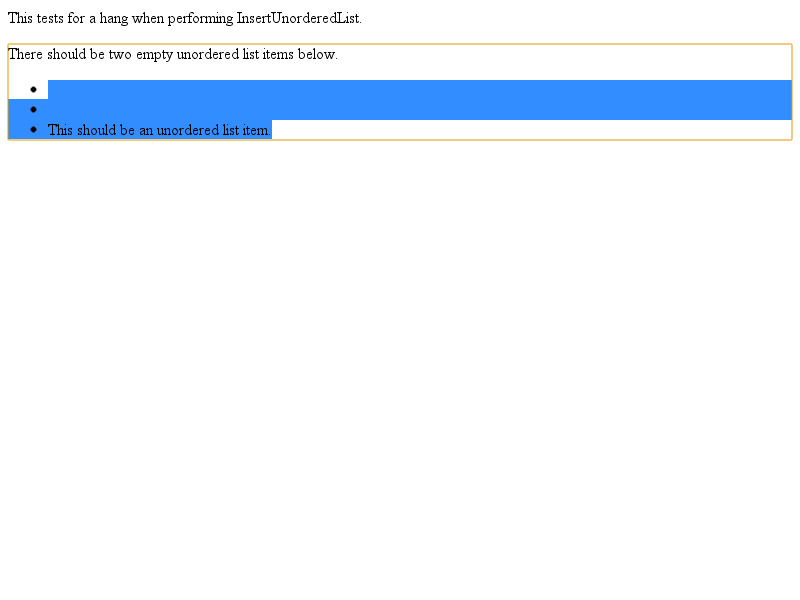 This tests for a hang when performing InsertUnorderedList.
There should be two empty unordered list items below.
This should be an unordered list item.